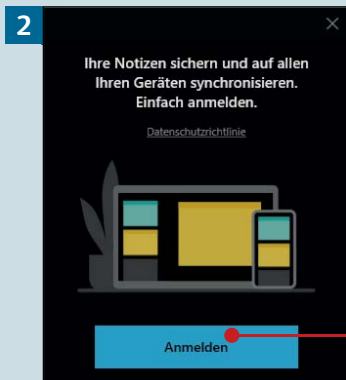 2
Ihre Notizen sichern und auf allen
Ihren Geräten synchronisieren.
Einfach anmelden.
Datenschutzrichtlinie
Anmelden